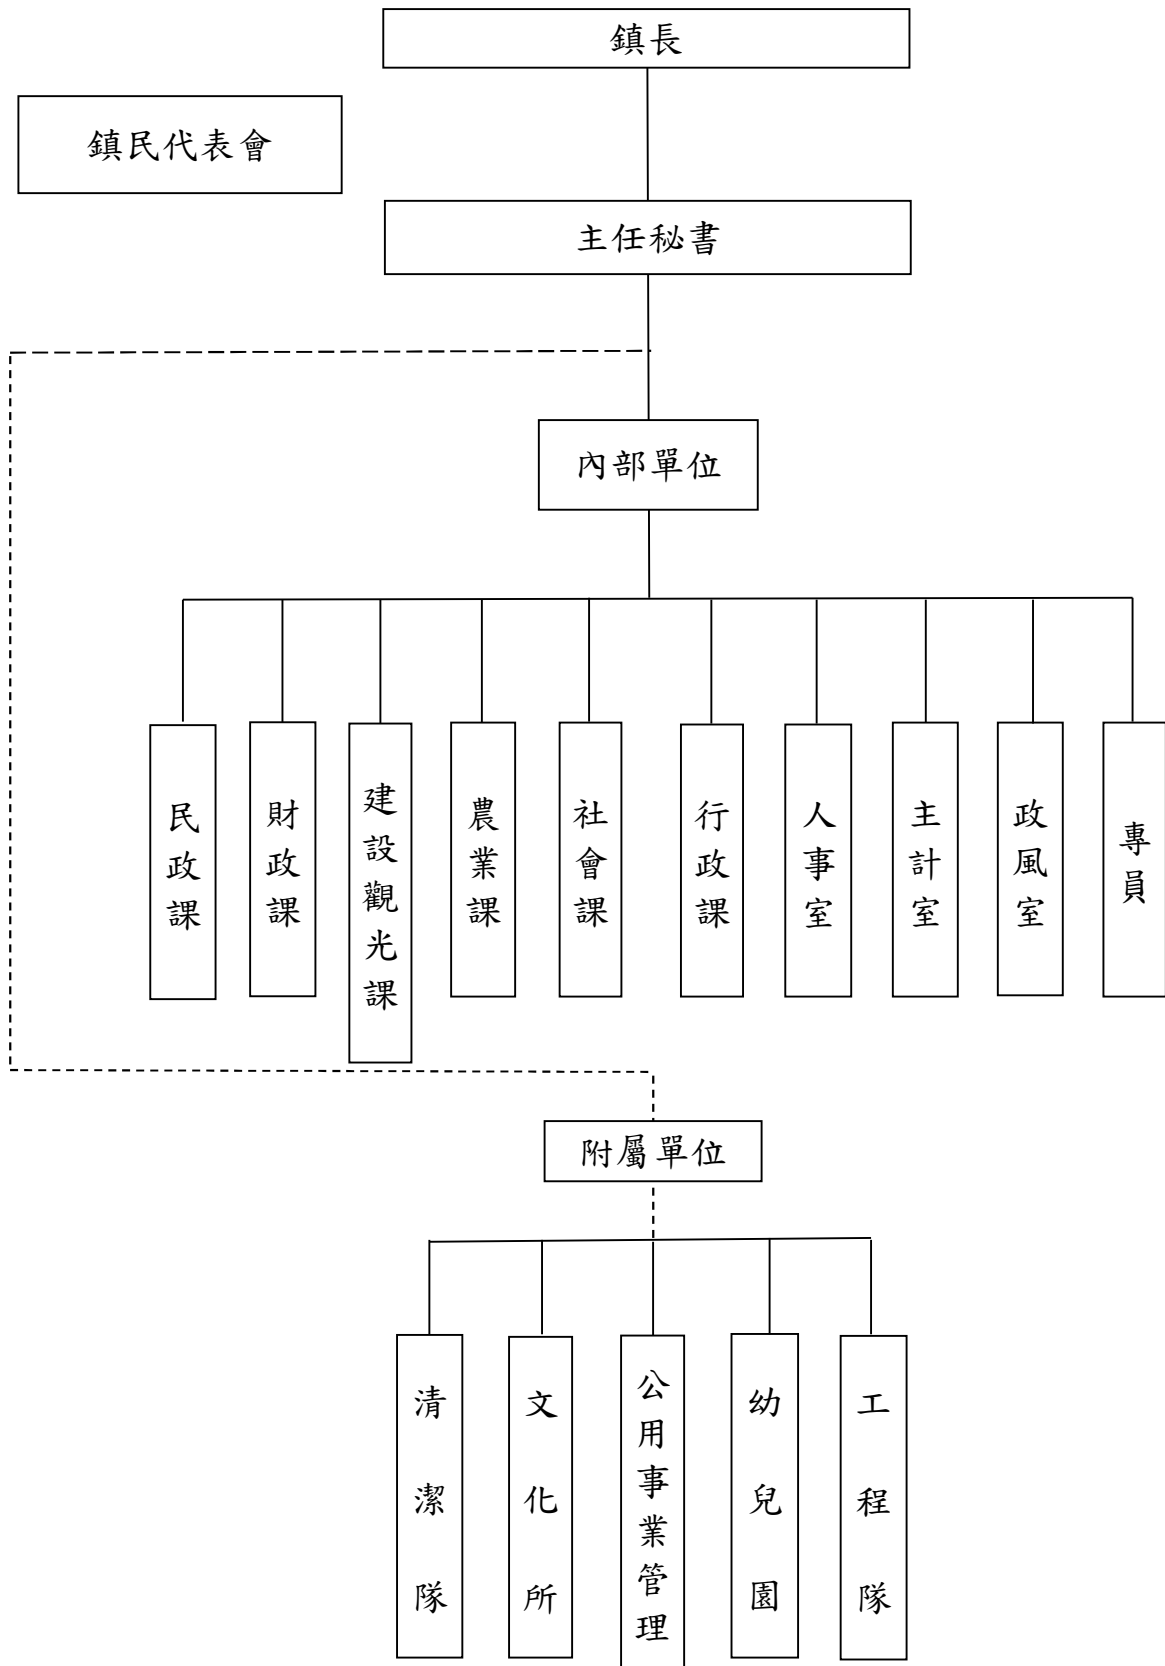 鎮長
鎮民代表會
主任秘書
內部單位
民政課
財政課
建設觀光課
農業課
社會課
行政課
人事室
主計室
政風室
專員
附屬單位
清潔隊
文化所
公用事業管理
幼兒園
工程隊